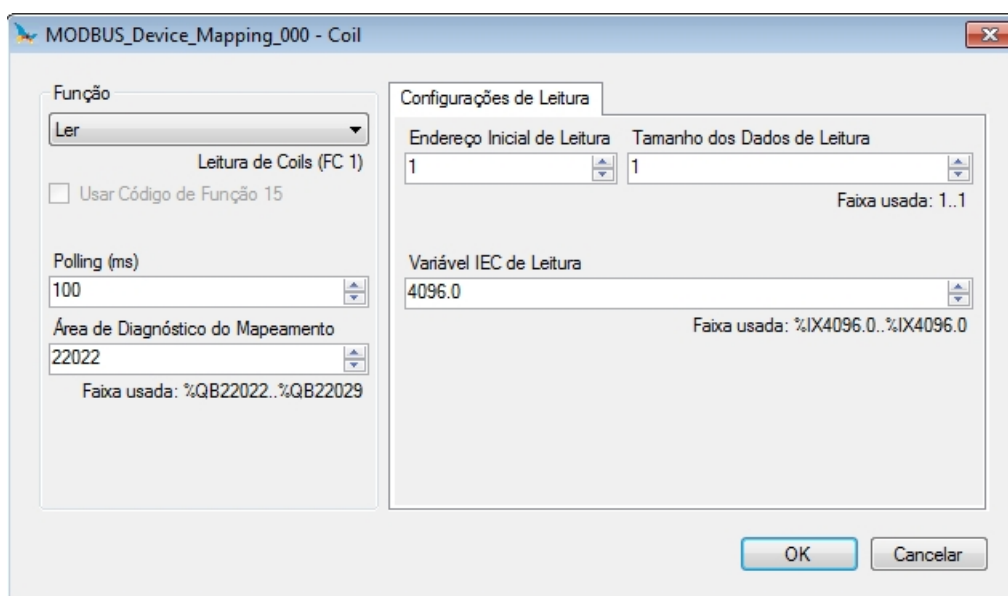 MODBUS_Device_Mapping_000 - Coil
Função
Ler
Leitura de Coils (FC 1)
Usar Código de Função 15
Polling (ms)
100
Área de Diagnóstico do Mapeamento
22022
Faixa usada: %QB22022..%QB22029
Configurações de Leitura
Endereço Inicial de Leitura Tamanho dos Dados de Leitura
1 1
Faixa usada: 1..1
Variável IEC de Leitura
4096.0
Faixa usada: %IX4096.0..%IX4096.0
OK Cancelar